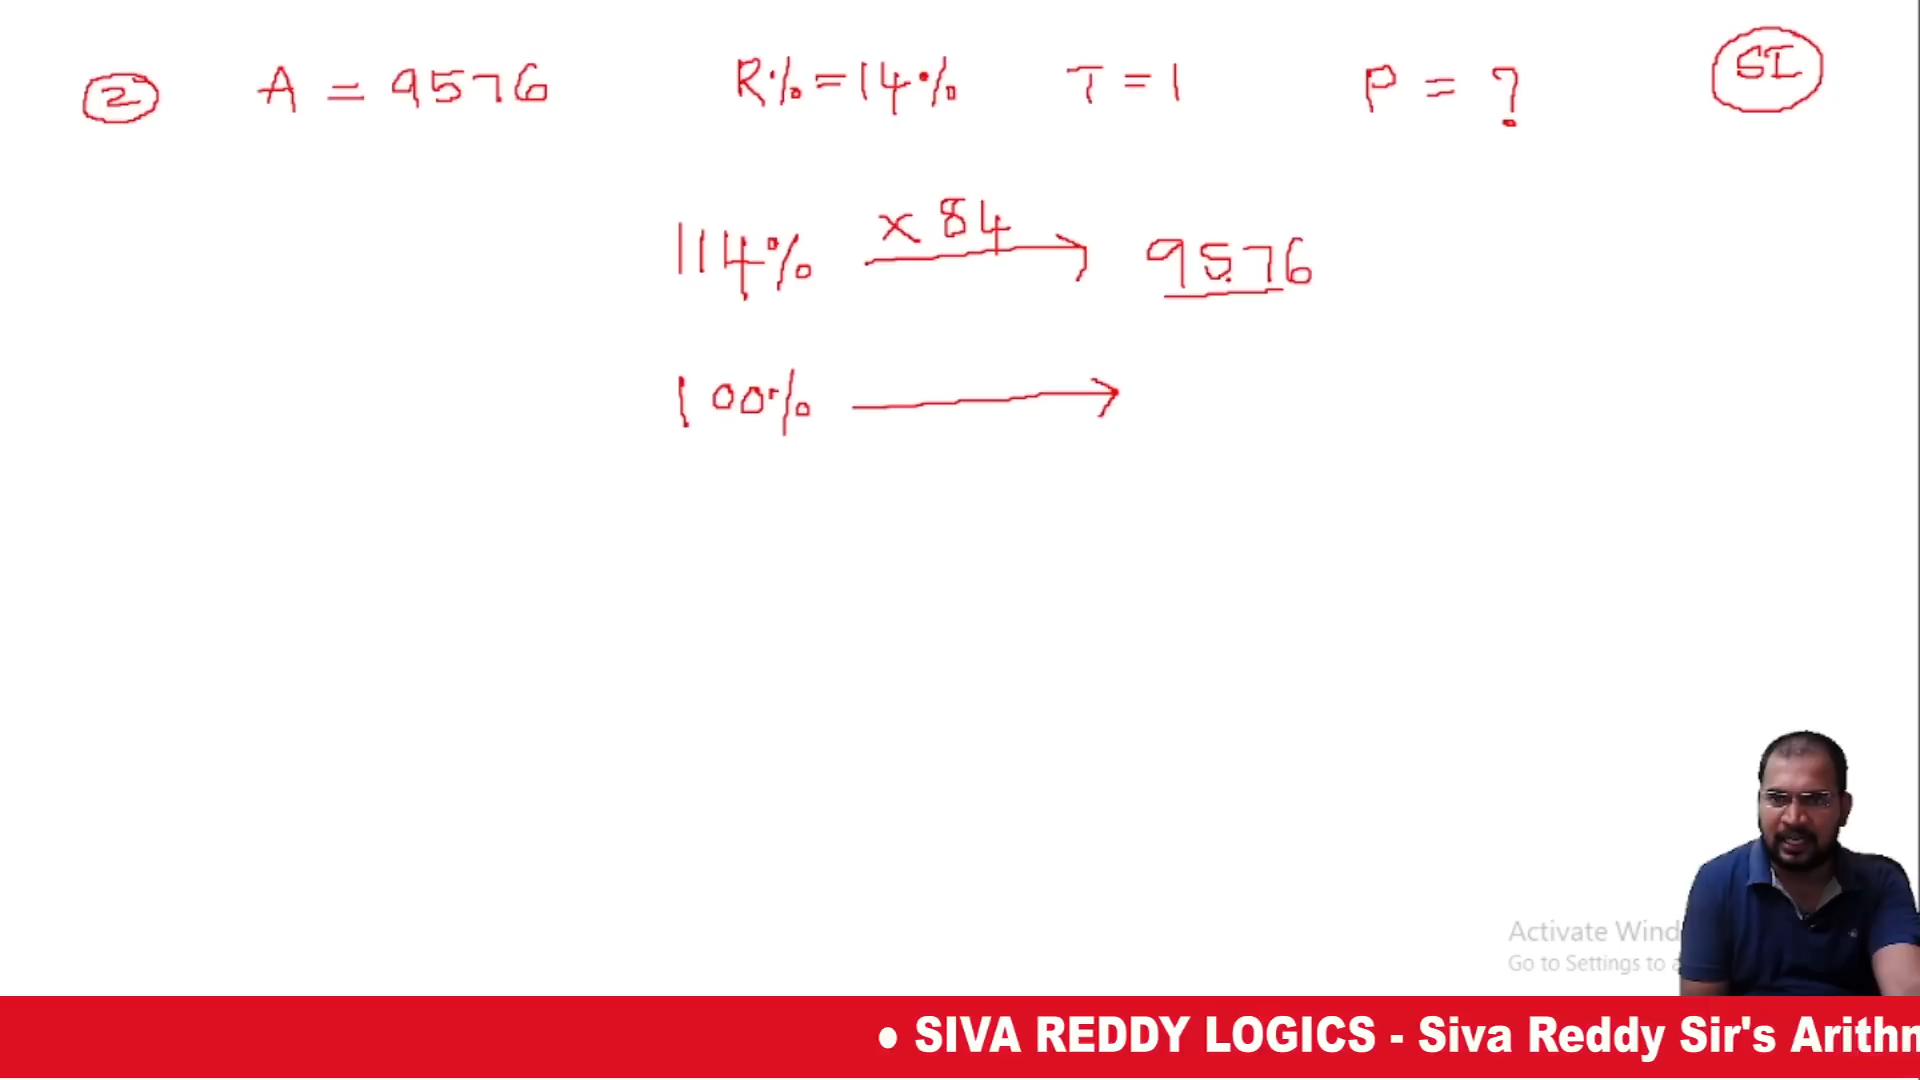 ② A = 9576 R% = 14% T = 1 P = ? SI
114% × 84 → 9576
100% →
Activate Wind
Go to Settings to a
• SIVA REDDY LOGICS - Siva Reddy Sir's Arithm